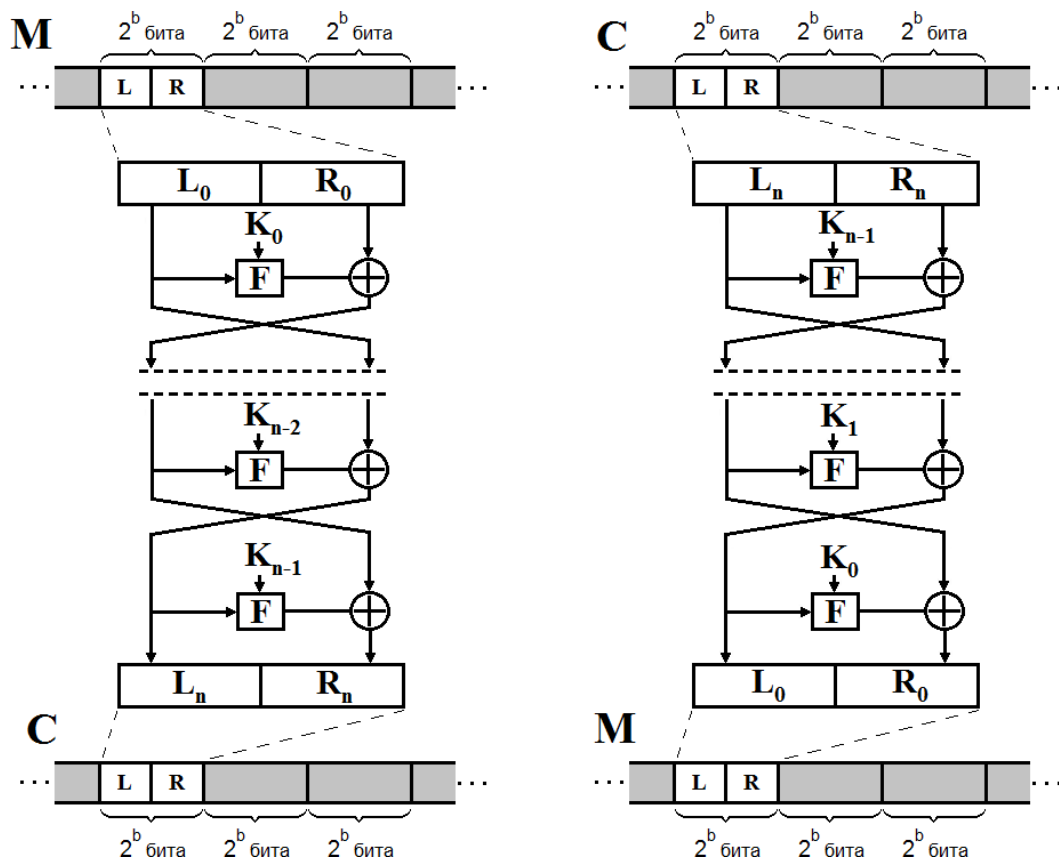 2^b бита 2^b бита 2^b бита
M
··· L R ···
L₀ R₀
K₀
F
Kₙ₋₂
F
Kₙ₋₁
F
Lₙ Rₙ
C
··· L R ···
2^b бита 2^b бита 2^b бита
2^b бита 2^b бита 2^b бита
C
··· L R ···
Lₙ Rₙ
Kₙ₋₁
F
K₁
F
K₀
F
L₀ R₀
M
··· L R ···
2^b бита 2^b бита 2^b бита